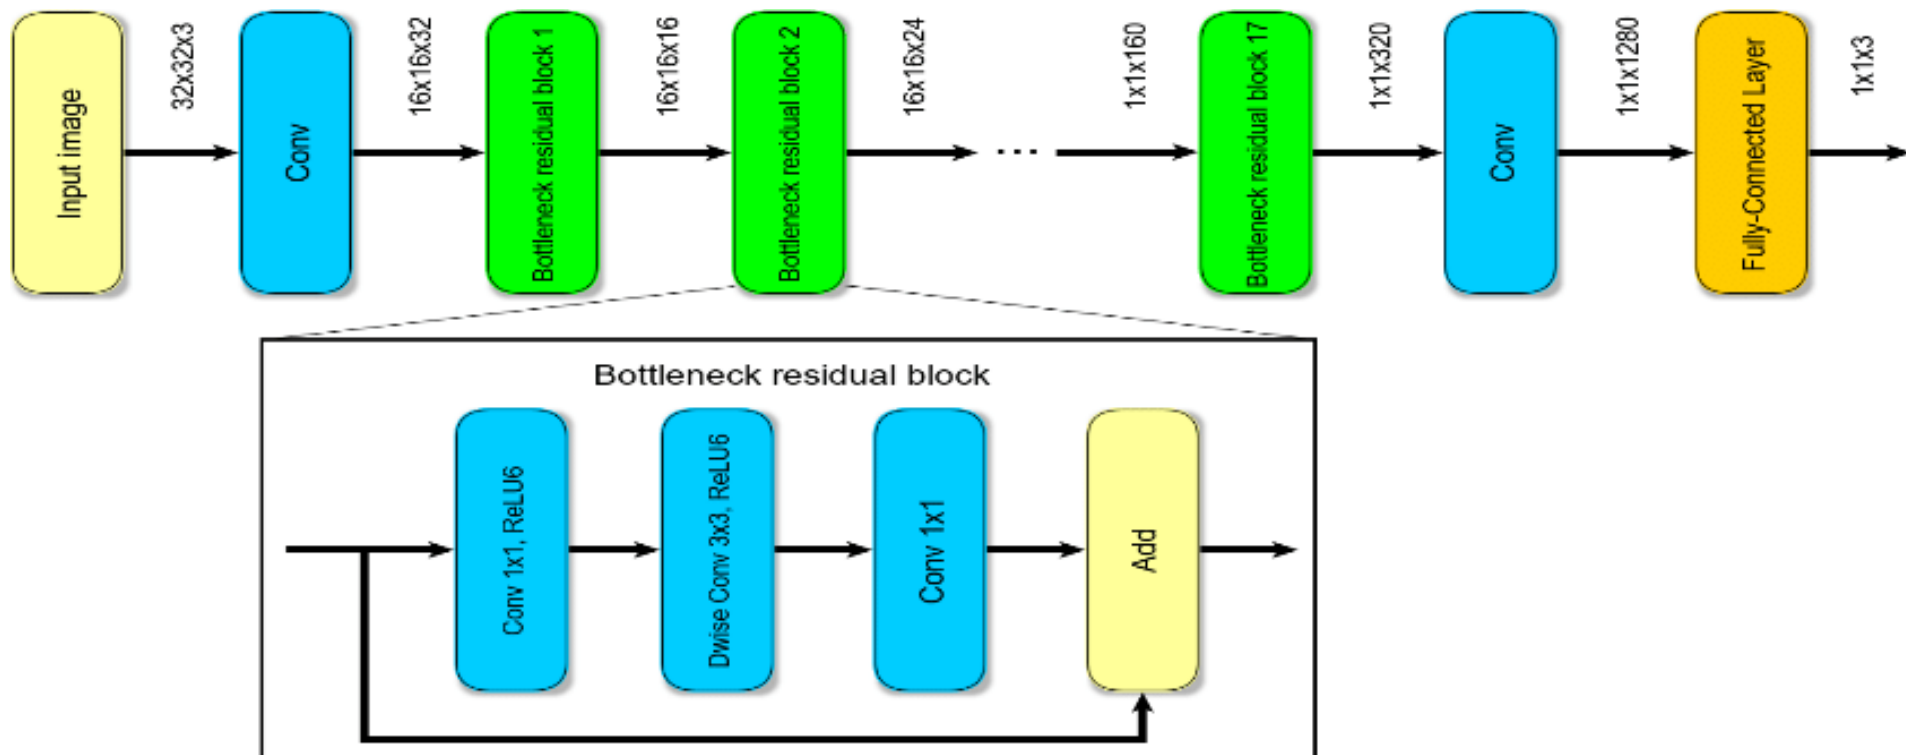 Input image
32x32x3
Conv
16x16x32
Bottleneck residual block 1
16x16x16
Bottleneck residual block 2
16x16x24
...
1x1x160
Bottleneck residual block 17
1x1x320
Conv
1x1x1280
Fully-Connected Layer
1x1x3
Bottleneck residual block
Conv 1x1, ReLU6
Dwise Conv 3x3, ReLU6
Conv 1x1
Add